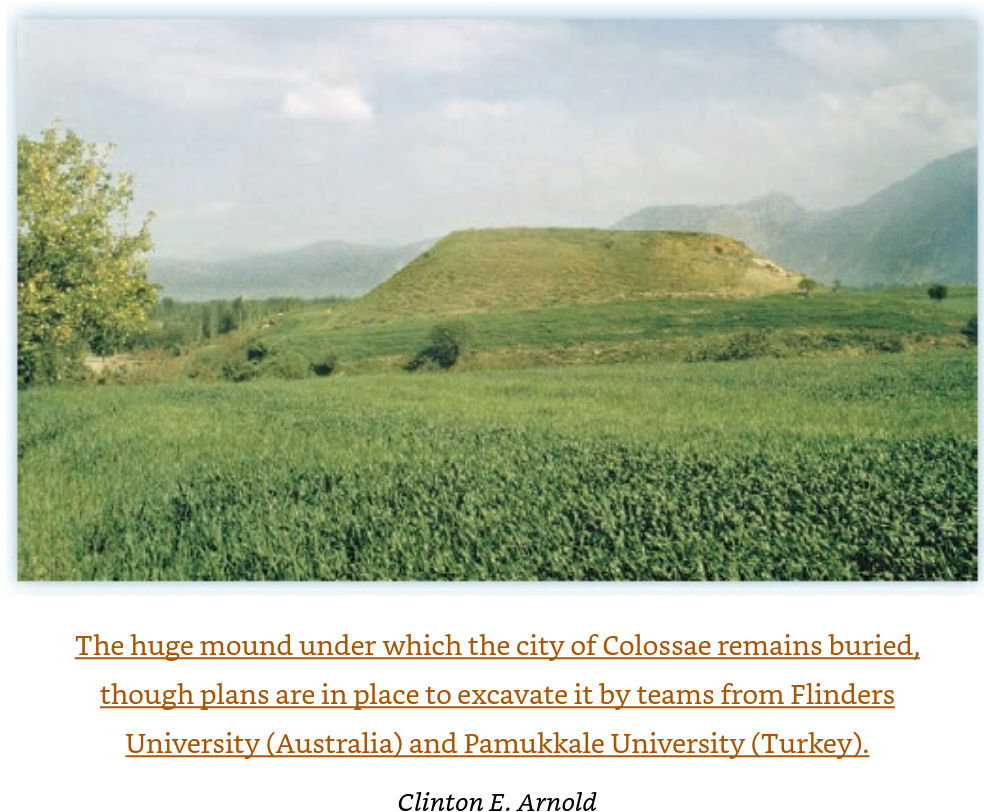 The huge mound under which the city of Colossae remains buried,
though plans are in place to excavate it by teams from Flinders
University (Australia) and Pamukkale University (Turkey).
Clinton E. Arnold